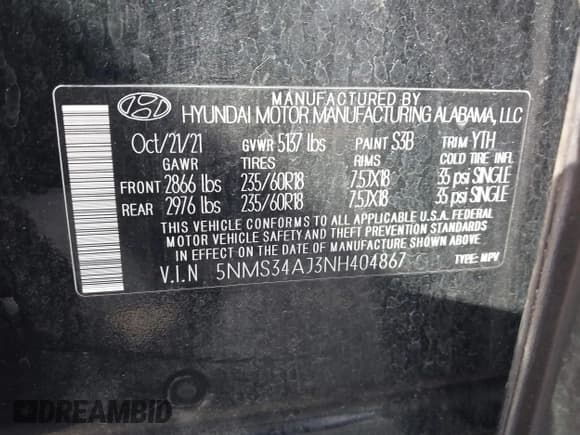 MANUFACTURED BY
HYUNDAI MOTOR MANUFACTURING ALABAMA, LLC
Oct/21/21 GVWR 5137 lbs PAINT S3B TRIM YTH
GAWR TIRES RIMS COLD TIRE INFL.
FRONT 2866 lbs 235/60R18 7.5JX18 35 psi SINGLE
REAR 2976 lbs 235/60R18 7.5JX18 35 psi SINGLE
THIS VEHICLE CONFORMS TO ALL APPLICABLE U.S.A. FEDERAL
MOTOR VEHICLE SAFETY AND THEFT PREVENTION STANDARDS
IN EFFECT ON THE DATE OF MANUFACTURE SHOWN ABOVE.
V.I.N 5NMS34AJ3NH404867 TYPE: MPV
DREAMBID